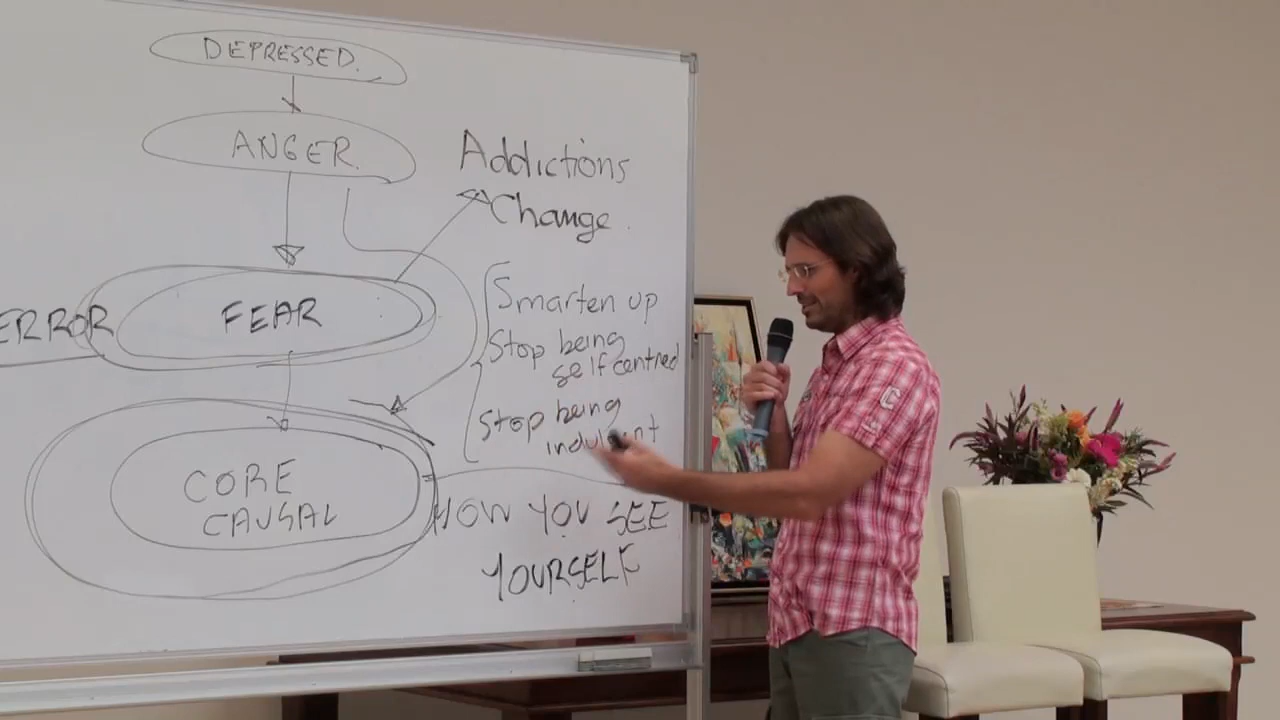 DEPRESSED.
ANGER.
Addictions
Change.
ERROR
FEAR
Smarten up
Stop being
self centred
Stop being
CORE
CAUSAL
HOW YOU SEE
YOURSELF
C